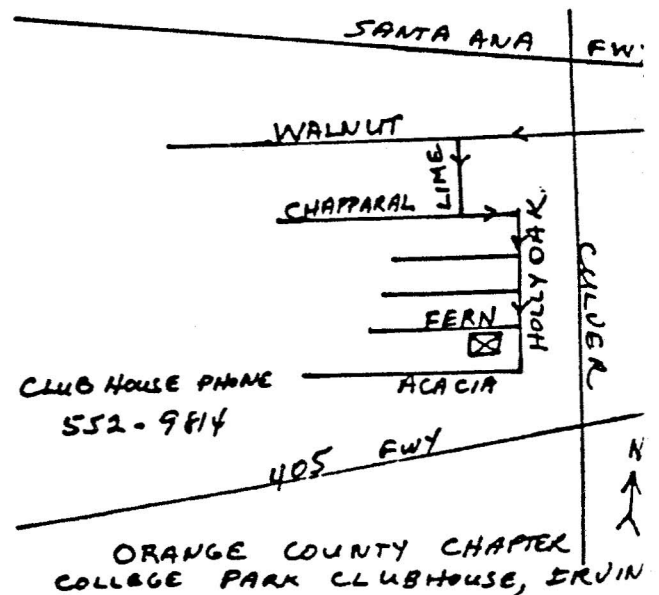 SANTA ANA FWY
WALNUT
LIME
CHAPPARAL
HOLLY OAK.
CULVER
FERN
ACACIA
CLUB HOUSE PHONE
552-9814
405 FWY
N
ORANGE COUNTY CHAPTER
COLLEGE PARK CLUBHOUSE, IRVIN